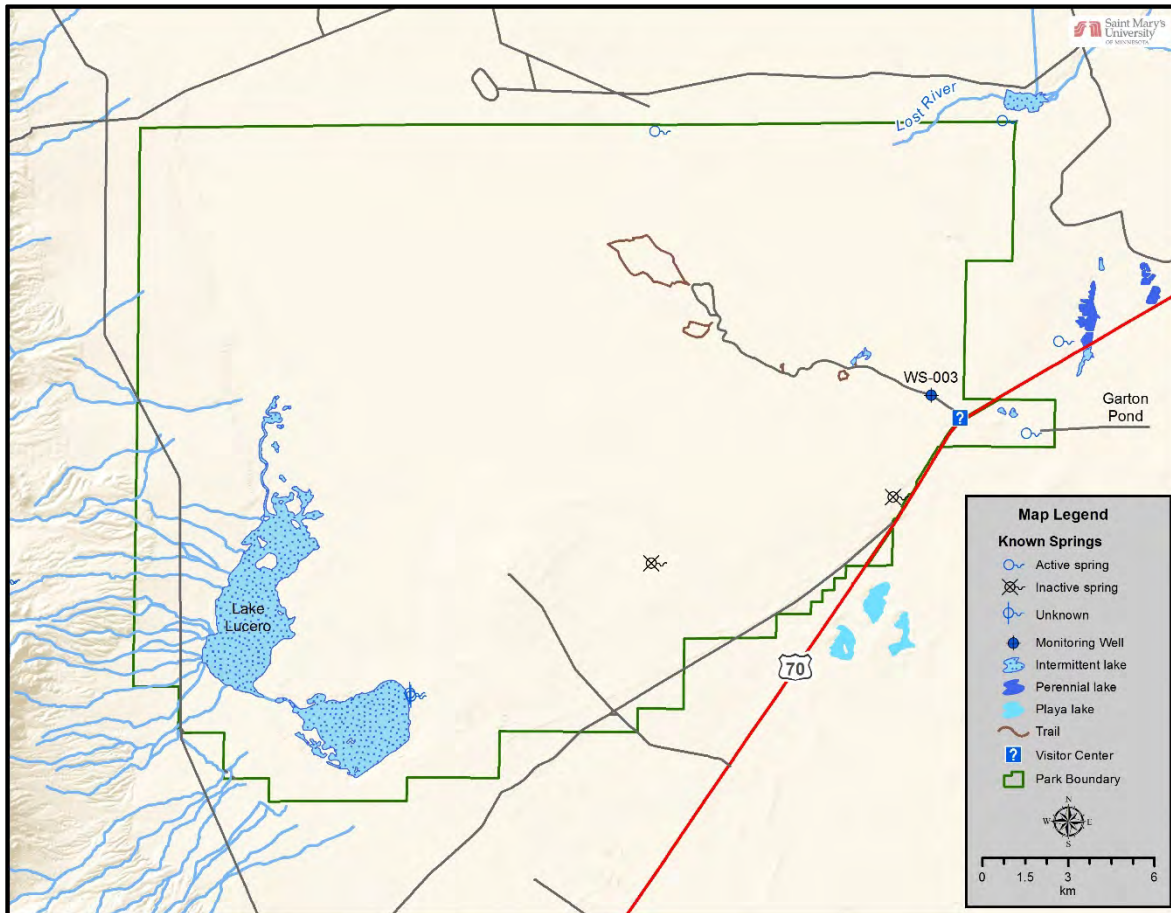 Saint Mary's
University
OF MINNESOTA
Lost River
WS-003
?
Garton
Pond
Lake
Lucero
70
Map Legend
Known Springs
Active spring
Inactive spring
Unknown
Monitoring Well
Intermittent lake
Perennial lake
Playa lake
Trail
? Visitor Center
Park Boundary
N
W E
S
0 1.5 3 6
km